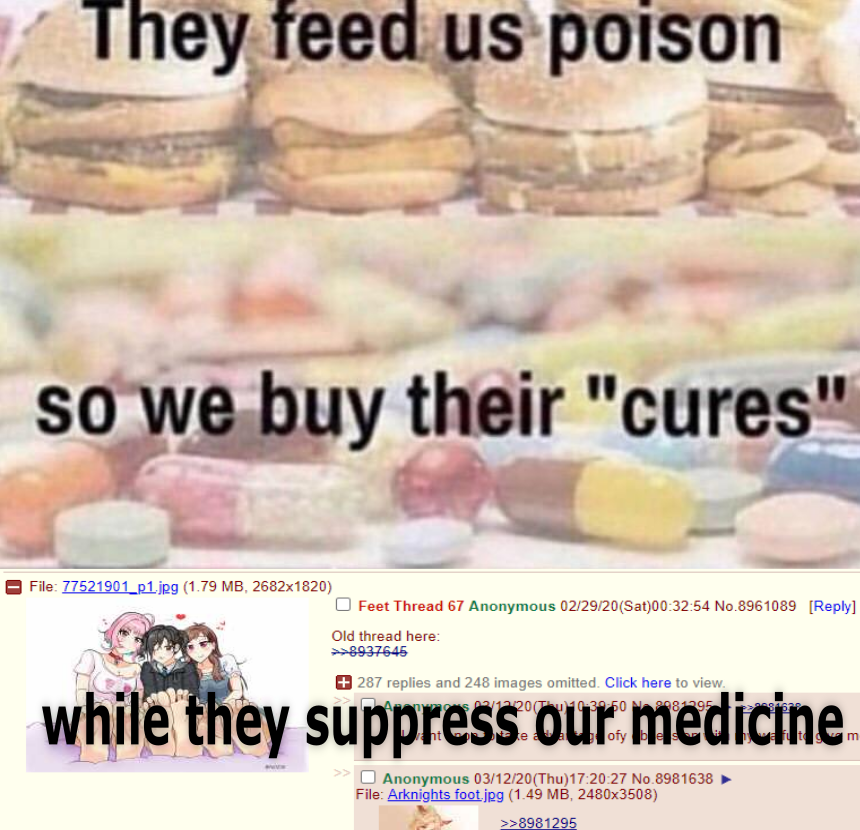 They feed us poison
so we buy their "cures"
File: 77521901_p1.jpg (1.79 MB, 2682x1820)
Feet Thread 67 Anonymous 02/29/20(Sat)00:32:54 No.8961089 [Reply]
Old thread here:
>>8937645
287 replies and 248 images omitted. Click here to view.
>> Anonymous 03/12/20(Thu)10:39:50 No.8981295 >>8981638
while they suppress our medicine
>> Anonymous 03/12/20(Thu)17:20:27 No.8981638 ▶
File: Arknights foot.jpg (1.49 MB, 2480x3508)
>>8981295